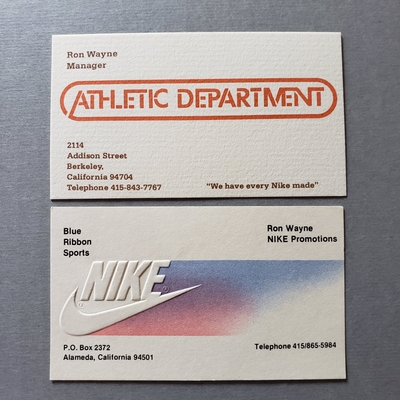 Ron Wayne
Manager
ATHLETIC DEPARTMENT
2114
Addison Street
Berkeley,
California 94704
Telephone 415-843-7767
"We have every Nike made"
Blue
Ribbon
Sports
Ron Wayne
NIKE Promotions
NIKE
P.O. Box 2372
Alameda, California 94501
Telephone 415/865-5984